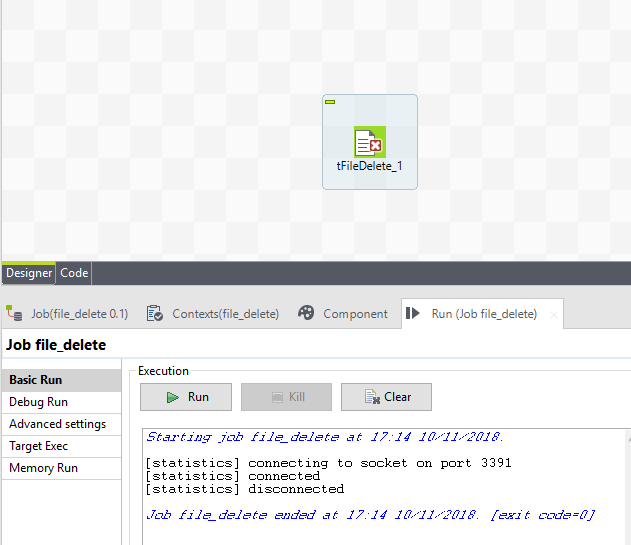 tFileDelete_1
Designer Code
Job(file_delete 0.1) Contexts(file_delete) Component Run (Job file_delete)
Job file_delete
Basic Run
Debug Run
Advanced settings
Target Exec
Memory Run
Execution
Run Kill Clear
Starting job file_delete at 17:14 10/11/2018.
[statistics] connecting to socket on port 3391
[statistics] connected
[statistics] disconnected
Job file_delete ended at 17:14 10/11/2018. [exit code=0]